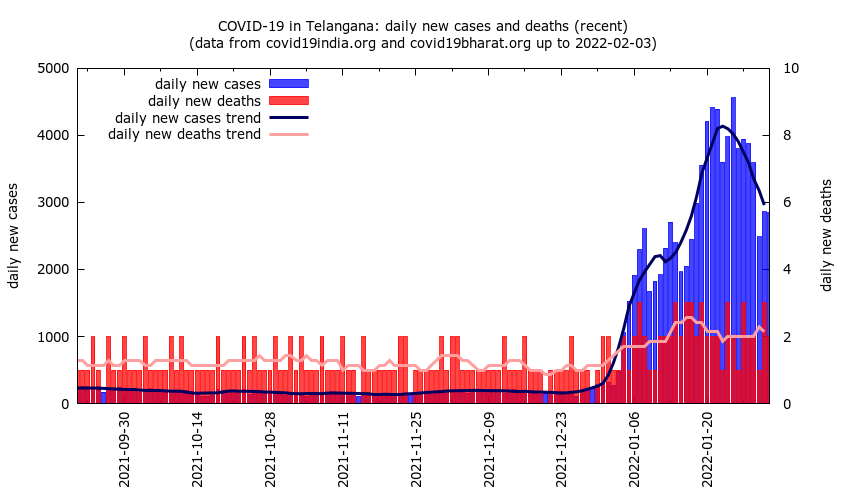 COVID-19 in Telangana: daily new cases and deaths (recent)
(data from covid19india.org and covid19bharat.org up to 2022-02-03)
daily new cases
daily new deaths
daily new cases trend
daily new deaths trend
5000
4000
3000
2000
1000
0
daily new cases
10
8
6
4
2
0
daily new deaths
2021-09-30
2021-10-14
2021-10-28
2021-11-11
2021-11-25
2021-12-09
2021-12-23
2022-01-06
2022-01-20